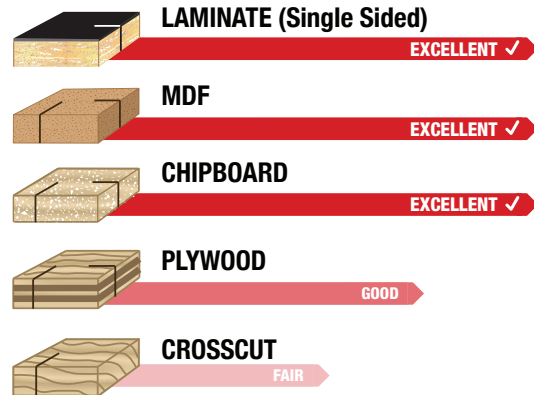 LAMINATE (Single Sided)
EXCELLENT ✓
MDF
EXCELLENT ✓
CHIPBOARD
EXCELLENT ✓
PLYWOOD
GOOD
CROSSCUT
FAIR